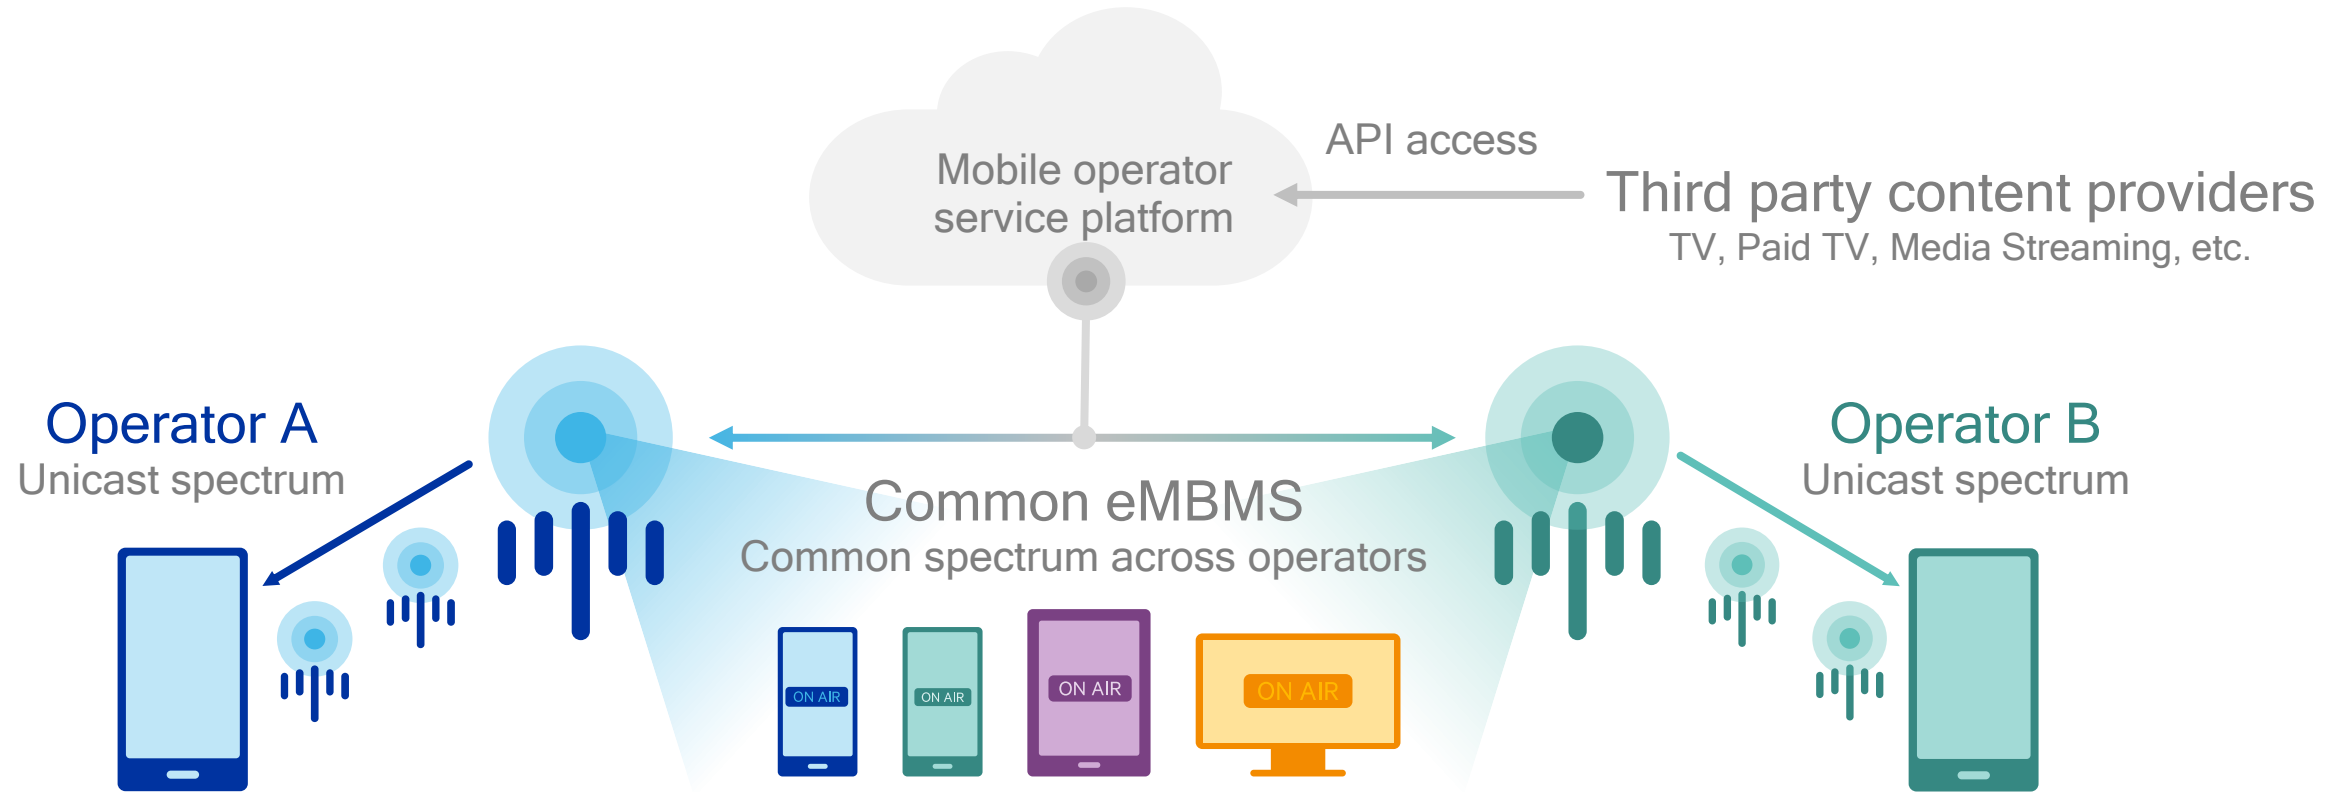 Mobile operator
service platform
API access
Third party content providers
TV, Paid TV, Media Streaming, etc.
Operator A
Unicast spectrum
Common eMBMS
Common spectrum across operators
Operator B
Unicast spectrum
ON AIR
ON AIR
ON AIR
ON AIR